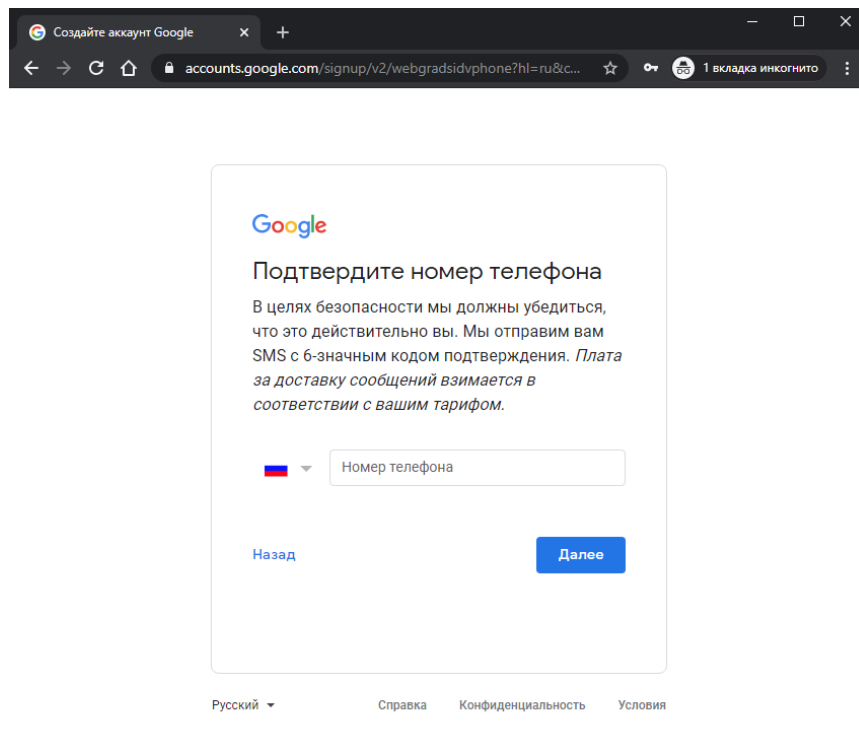 Создайте аккаунт Google
accounts.google.com/signup/v2/webgradsidvphone?hl=ru&c...
1 вкладка инкогнито
Google
Подтвердите номер телефона
В целях безопасности мы должны убедиться,
что это действительно вы. Мы отправим вам
SMS с 6-значным кодом подтверждения. Плата
за доставку сообщений взимается в
соответствии с вашим тарифом.
Номер телефона
Назад
Далее
Русский
Справка
Конфиденциальность
Условия